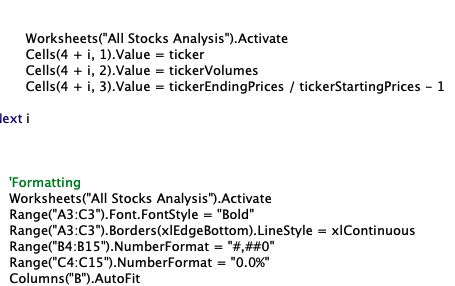 Worksheets("All Stocks Analysis").Activate
Cells(4 + i, 1).Value = ticker
Cells(4 + i, 2).Value = tickerVolumes
Cells(4 + i, 3).Value = tickerEndingPrices / tickerStartingPrices - 1
Next i
'Formatting
Worksheets("All Stocks Analysis").Activate
Range("A3:C3").Font.FontStyle = "Bold"
Range("A3:C3").Borders(xlEdgeBottom).LineStyle = xlContinuous
Range("B4:B15").NumberFormat = "#,##0"
Range("C4:C15").NumberFormat = "0.0%"
Columns("B").AutoFit